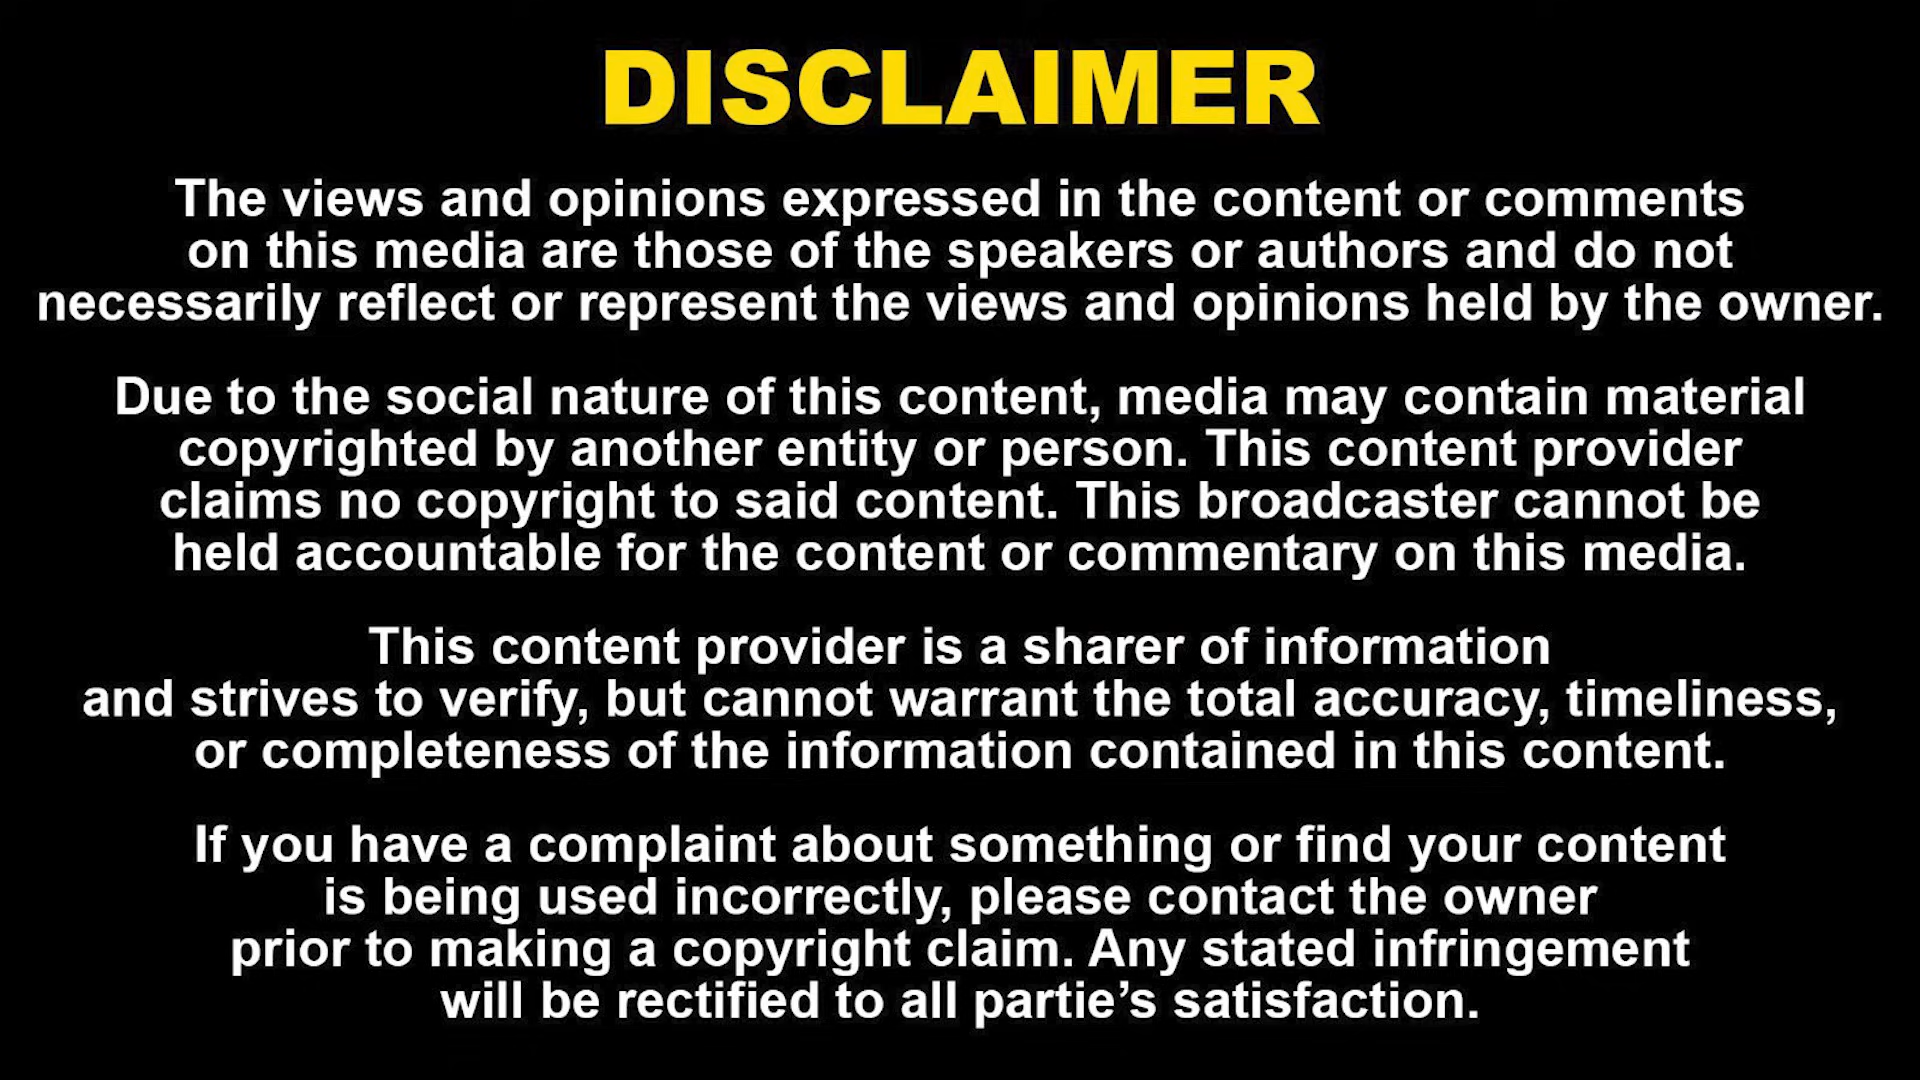 DISCLAIMER
The views and opinions expressed in the content or comments
on this media are those of the speakers or authors and do not
necessarily reflect or represent the views and opinions held by the owner.
Due to the social nature of this content, media may contain material
copyrighted by another entity or person. This content provider
claims no copyright to said content. This broadcaster cannot be
held accountable for the content or commentary on this media.
This content provider is a sharer of information
and strives to verify, but cannot warrant the total accuracy, timeliness,
or completeness of the information contained in this content.
If you have a complaint about something or find your content
is being used incorrectly, please contact the owner
prior to making a copyright claim. Any stated infringement
will be rectified to all partie’s satisfaction.